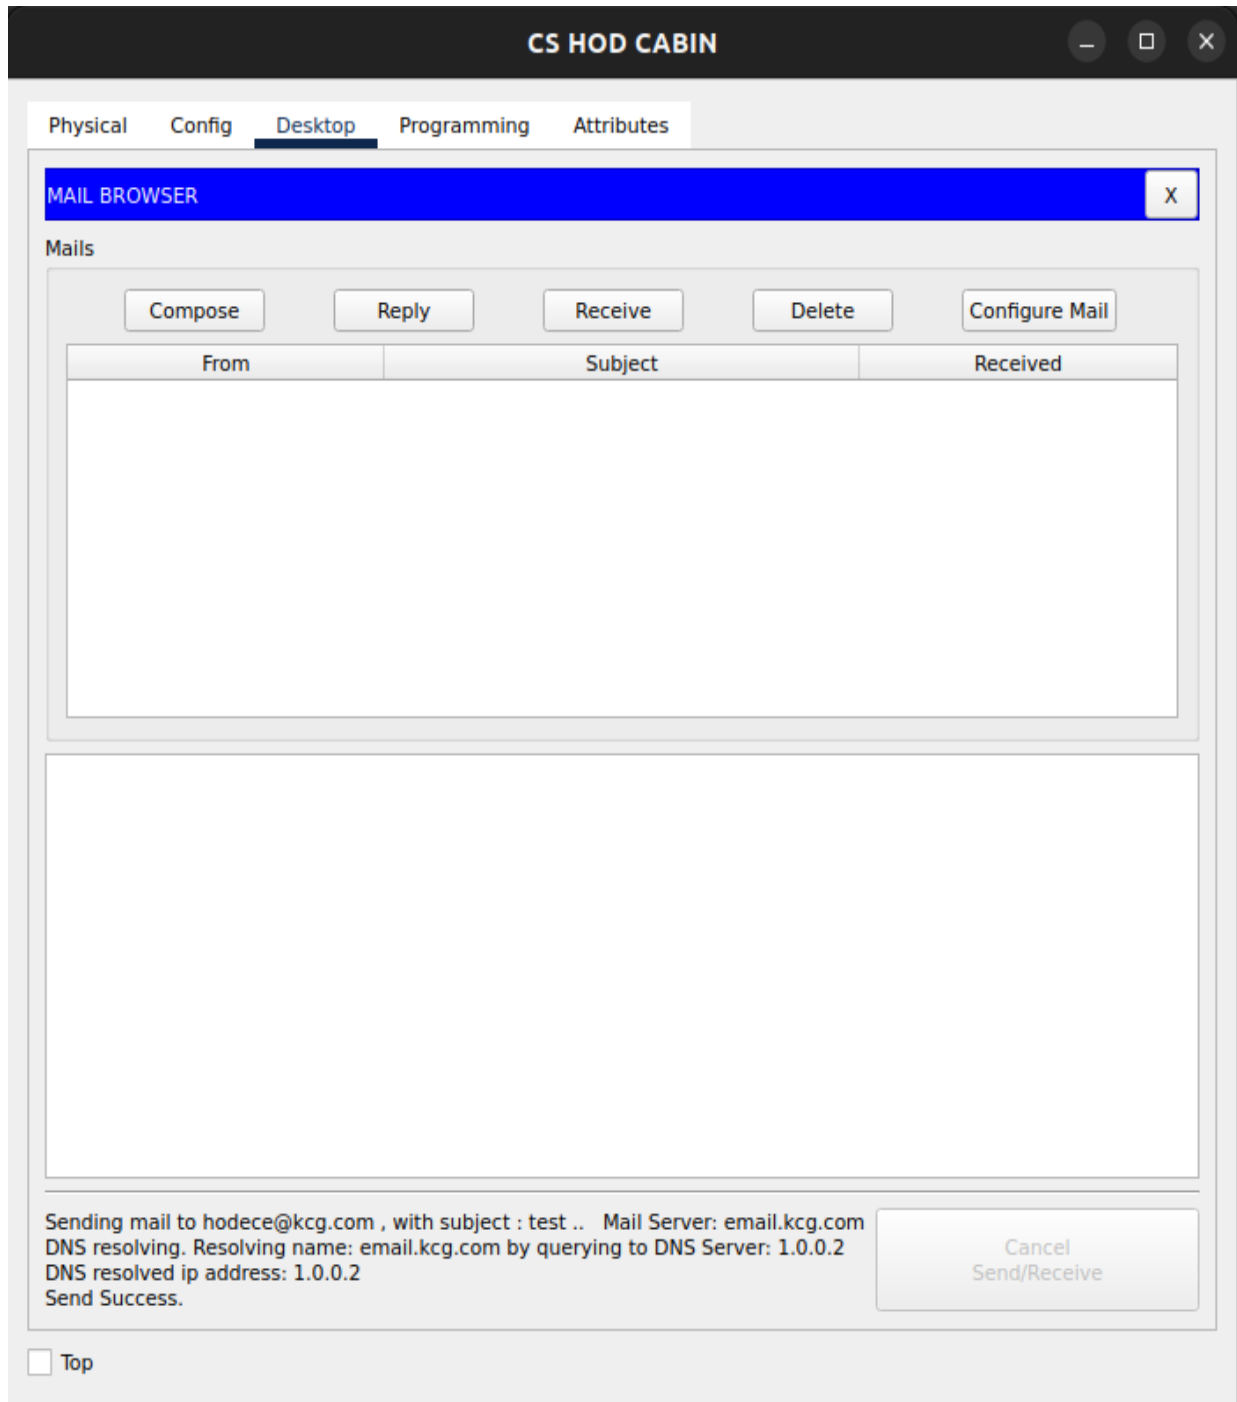 CS HOD CABIN
Physical Config Desktop Programming Attributes
MAIL BROWSER X
Mails
Compose Reply Receive Delete Configure Mail
From Subject Received
Sending mail to hodece@kcg.com , with subject : test .. Mail Server: email.kcg.com
DNS resolving. Resolving name: email.kcg.com by querying to DNS Server: 1.0.0.2
DNS resolved ip address: 1.0.0.2
Send Success.
Cancel
Send/Receive
Top